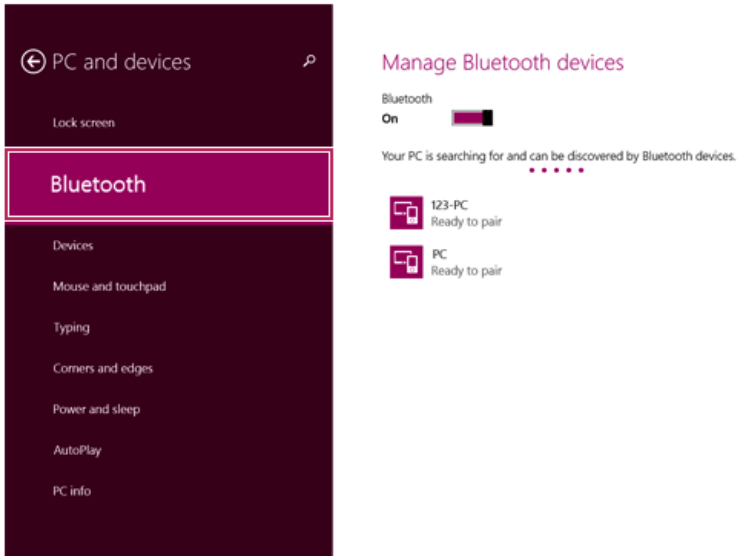 PC and devices
Lock screen
Bluetooth
Devices
Mouse and touchpad
Typing
Corners and edges
Power and sleep
AutoPlay
PC info
Manage Bluetooth devices
Bluetooth
On
Your PC is searching for and can be discovered by Bluetooth devices.
123-PC
Ready to pair
PC
Ready to pair